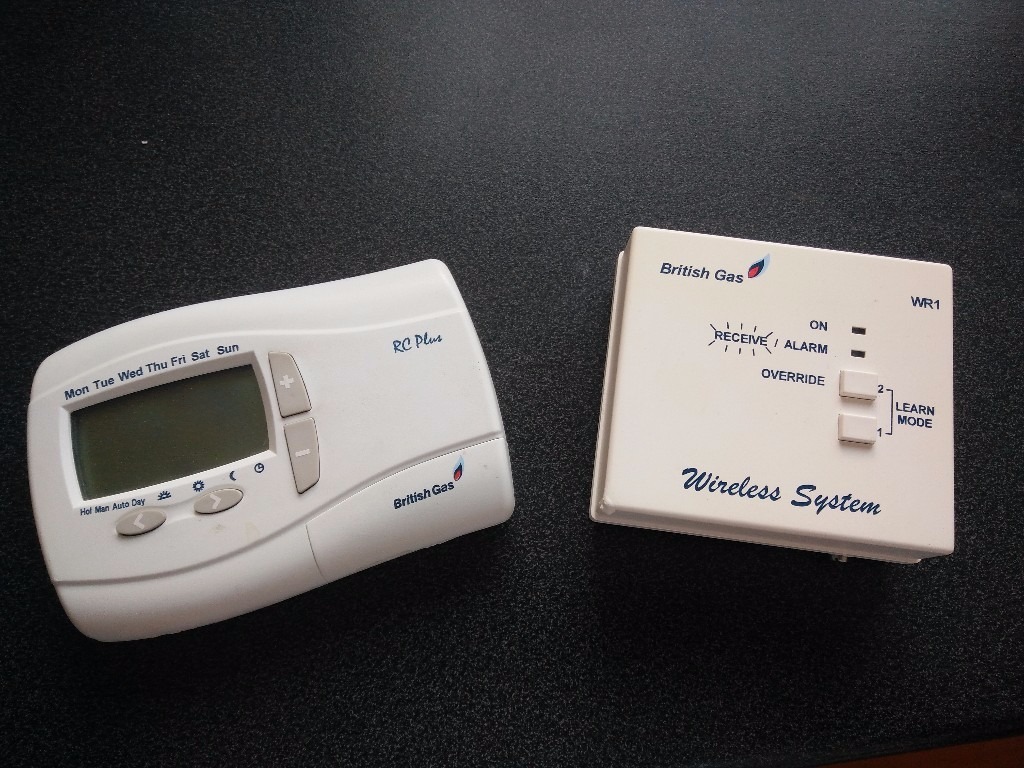 RC Plus
Mon Tue Wed Thu Fri Sat Sun
+
-
Hol Man Auto Day
< >
British Gas
British Gas
WR1
ON
RECEIVE / ALARM
OVERRIDE
2
LEARN
MODE
1
Wireless System